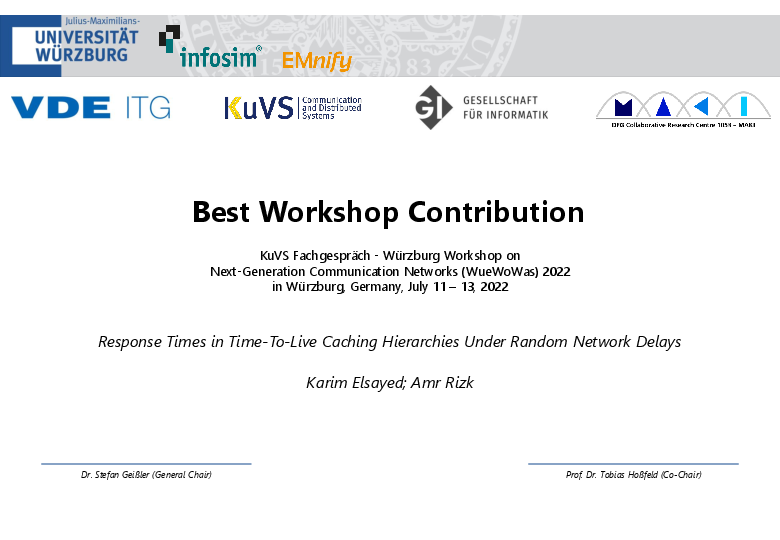 Julius-Maximilians-
UNIVERSITÄT
WÜRZBURG
infosim®
EMnify
VDE ITG
KuVS Communication
and Distributed
Systems
GI GESELLSCHAFT
FÜR INFORMATIK
M A K I
DFG Collaborative Research Centre 1053 – MAKI
Best Workshop Contribution
KuVS Fachgespräch - Würzburg Workshop on
Next-Generation Communication Networks (WueWoWas) 2022
in Würzburg, Germany, July 11 – 13, 2022
Response Times in Time-To-Live Caching Hierarchies Under Random Network Delays
Karim Elsayed; Amr Rizk
Dr. Stefan Geißler (General Chair)
Prof. Dr. Tobias Hoßfeld (Co-Chair)